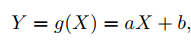 Y = g(X) = aX + b,